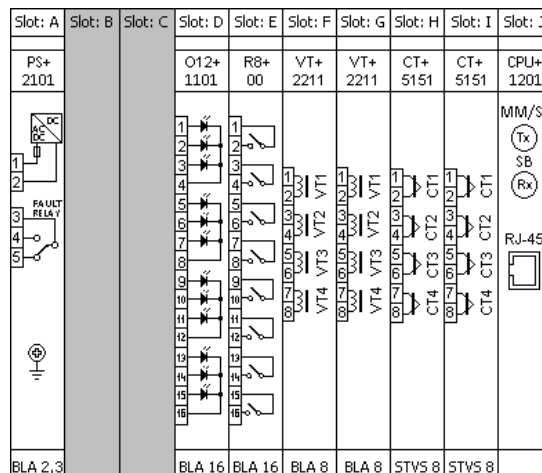 Slot: A Slot: B Slot: C Slot: D Slot: E Slot: F Slot: G Slot: H Slot: I Slot: J
PS+ O12+ R8+ VT+ VT+ CT+ CT+ CPU+
2101 1101 00 2211 2211 5151 5151 1201
AC DC
DC
1
2
FAULT
RELAY
3
4
5
1
2
3
4
5
6
7
8
9
10
11
12
13
14
15
16
1
2
3
4
5
6
7
8
9
10
11
12
13
14
15
16
1
2
VT1
3
4
VT2
5
6
VT3
7
8
VT4
1
2
VT1
3
4
VT2
5
6
VT3
7
8
VT4
1
2
CT1
3
4
CT2
5
6
CT3
7
8
CT4
1
2
CT1
3
4
CT2
5
6
CT3
7
8
CT4
MM/S
Tx
SB
Rx
RJ-45
BLA 2,3 BLA 16 BLA 16 BLA 8 BLA 8 STVS 8 STVS 8